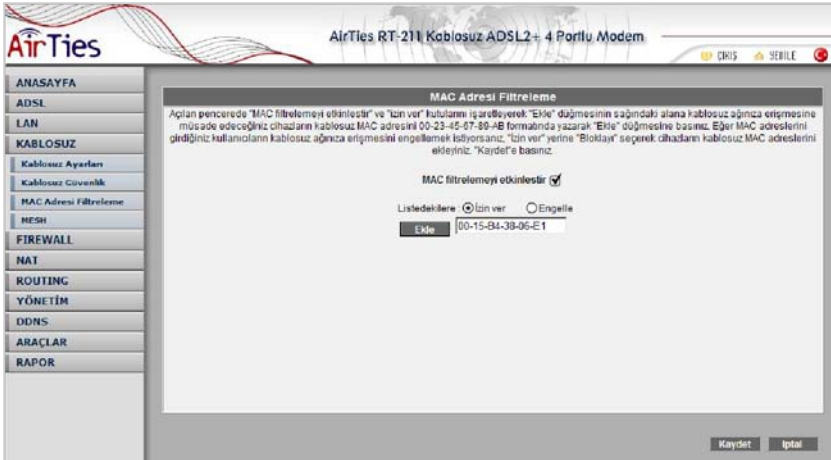 AirTies
AirTies RT-211 Kablosuz ADSL2+ 4 Portlu Modem
ÇIKIŞ
YENİLE
ANASAYFA
ADSL
LAN
KABLOSUZ
Kablosuz Ayarları
Kablosuz Güvenlik
MAC Adresi Filtreleme
MESH
FIREWALL
NAT
ROUTING
YÖNETİM
DDNS
ARAÇLAR
RAPOR
MAC Adresi Filtreleme
Açılan pencerede "MAC filtrelemeyi etkinleştir" ve "izin ver" kutularını işaretleyerek "Ekle" düğmesinin sağındaki alana kablosuz ağınıza erişmesine
müsade edeceğiniz cihazların kablosuz MAC adresini 00-23-45-67-89-AB formatında yazarak "Ekle" düğmesine basınız. Eğer MAC adreslerini
girdiğiniz kullanıcıların kablosuz ağınıza erişmesini engellemek istiyorsanız, "İzin ver" yerine "Bloklayı" seçerek cihazların kablosuz MAC adreslerini
ekleyiniz. "Kaydet"e basınız.
MAC filtrelemeyi etkinleştir
Listedekilere : İzin ver Engelle
Ekle 00-15-B4-38-06-E1
Kaydet İptal